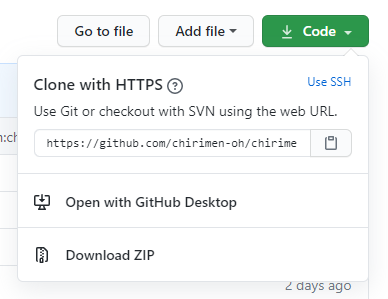 Go to file Add file Code
Clone with HTTPS Use SSH
Use Git or checkout with SVN using the web URL.
https://github.com/chirimen-oh/chirime
Open with GitHub Desktop
Download ZIP
2 days ago